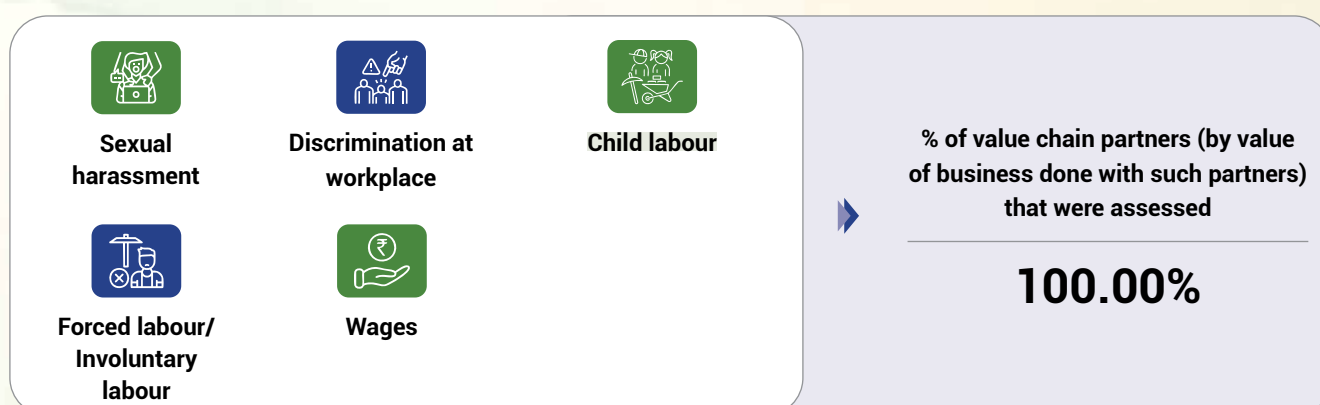 Sexual
harassment
Discrimination at
workplace
Child labour
Forced labour/
Involuntary
labour
₹
Wages
% of value chain partners (by value
of business done with such partners)
that were assessed
100.00%